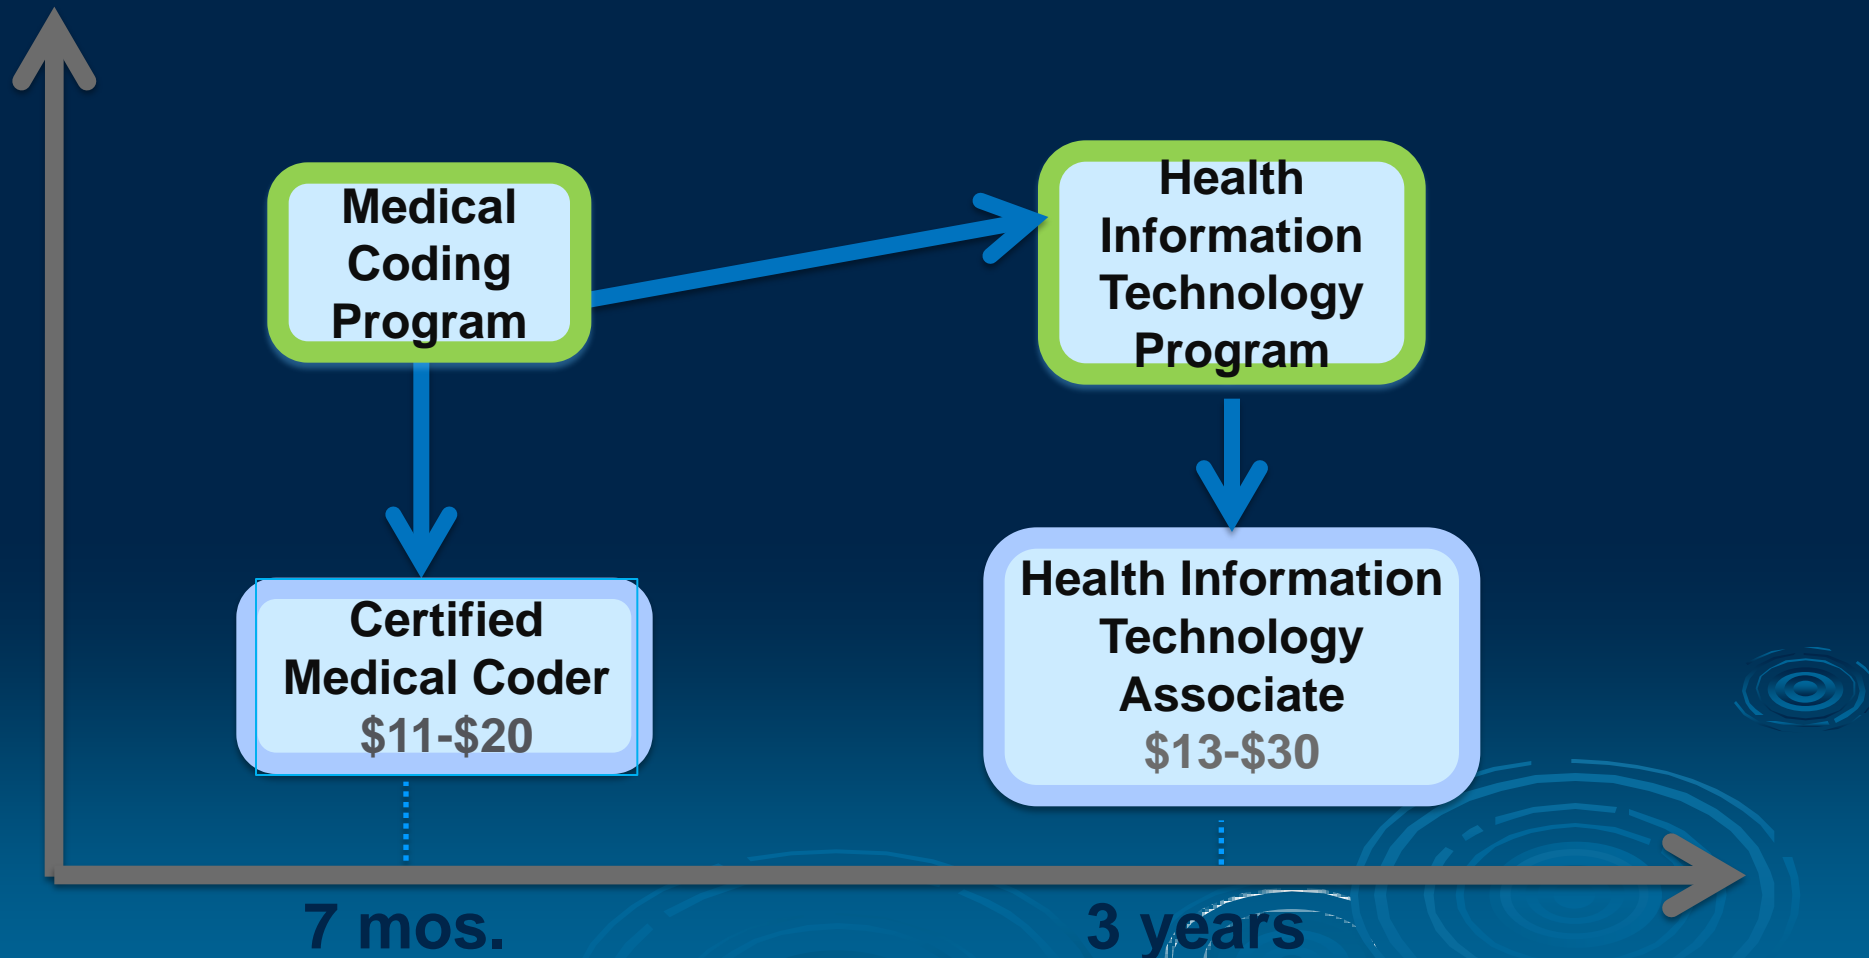 Medical
Coding
Program
Health
Information
Technology
Program
Certified
Medical Coder
$11-$20
Health Information
Technology
Associate
$13-$30
7 mos.
3 years